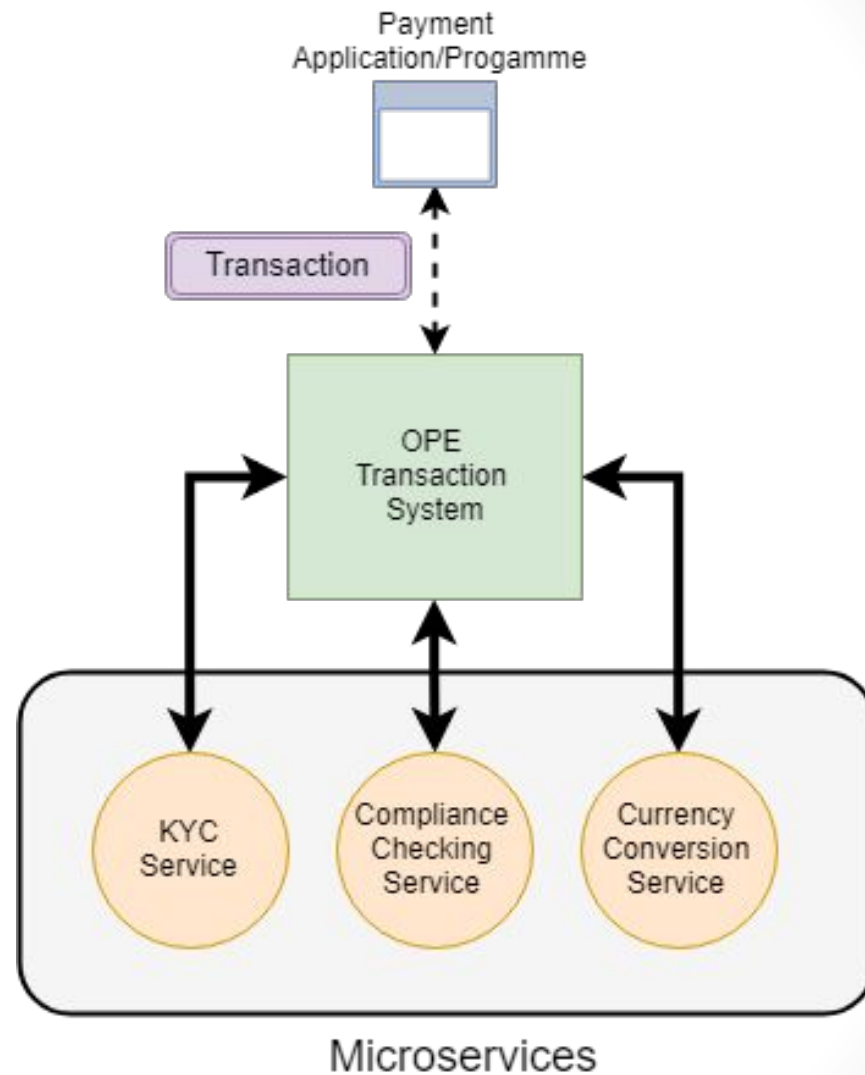 Payment
Application/Progamme
Transaction
OPE
Transaction
System
KYC
Service
Compliance
Checking
Service
Currency
Conversion
Service
Microservices